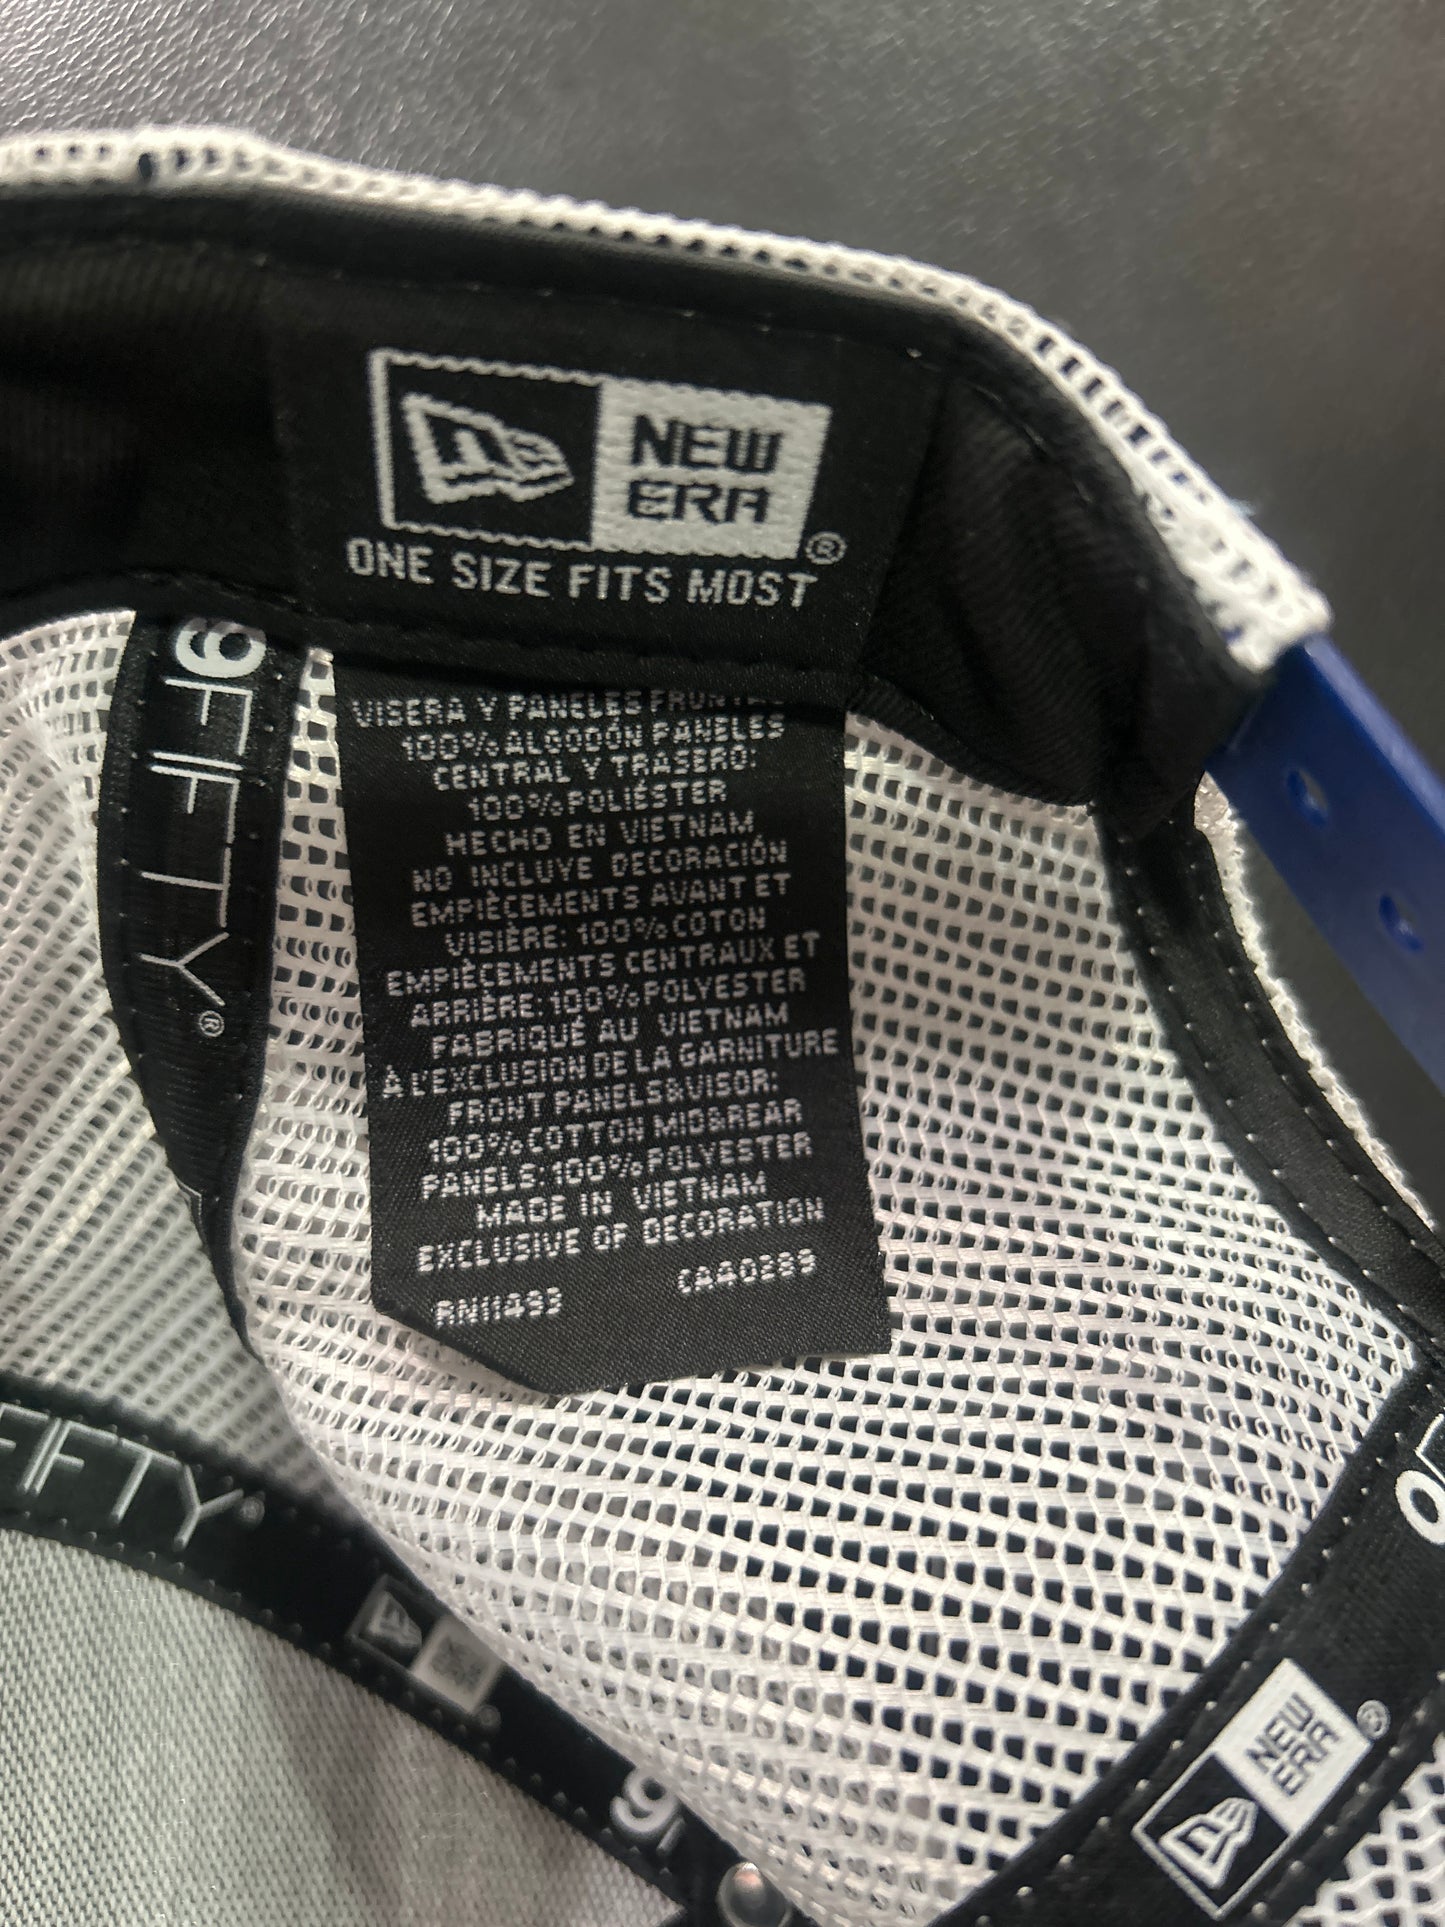 NEW
ERA
®
ONE SIZE FITS MOST
9FIFTY®
VISERA Y PANELES
100% ALGODÓN PANELES
CENTRAL Y TRASERO:
100% POLIÉSTER
HECHO EN VIETNAM
NO INCLUYE DECORACIÓN
EMPIÈCEMENTS AVANT ET
VISIÈRE: 100% COTON
EMPIÈCEMENTS CENTRAUX ET
ARRIÈRE: 100% POLYESTER
FABRIQUÉ AU VIETNAM
À L'EXCLUSION DE LA GARNITURE
FRONT PANELS&VISOR:
100% COTTON MID&REAR
PANELS: 100% POLYESTER
MADE IN VIETNAM
EXCLUSIVE OF DECORATION
RN11493 CAA0289
FIFTY®
9
NEW
ERA
®